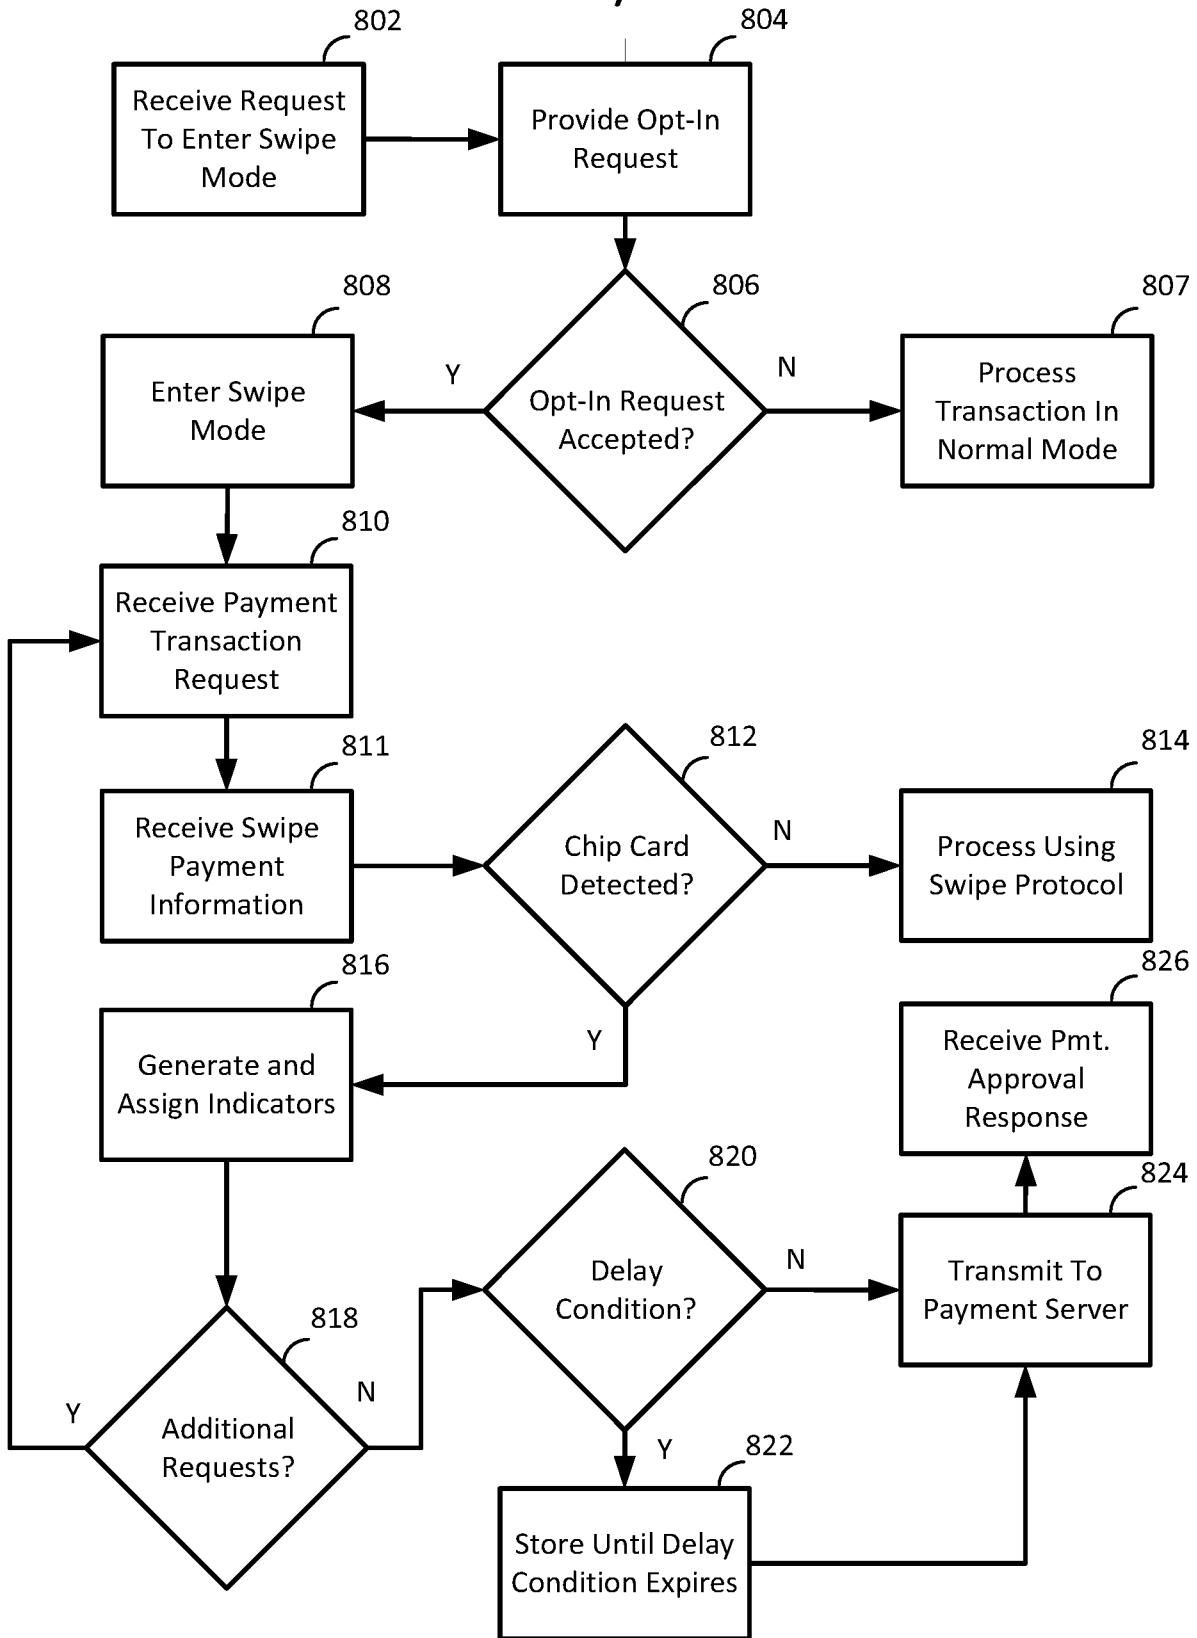 802
Receive Request
To Enter Swipe
Mode
804
Provide Opt-In
Request
806
Opt-In Request
Accepted?
Y
N
807
Process
Transaction In
Normal Mode
808
Enter Swipe
Mode
810
Receive Payment
Transaction
Request
811
Receive Swipe
Payment
Information
812
Chip Card
Detected?
N
Y
814
Process Using
Swipe Protocol
816
Generate and
Assign Indicators
818
Additional
Requests?
Y
N
820
Delay
Condition?
N
Y
822
Store Until Delay
Condition Expires
824
Transmit To
Payment Server
826
Receive Pmt.
Approval
Response